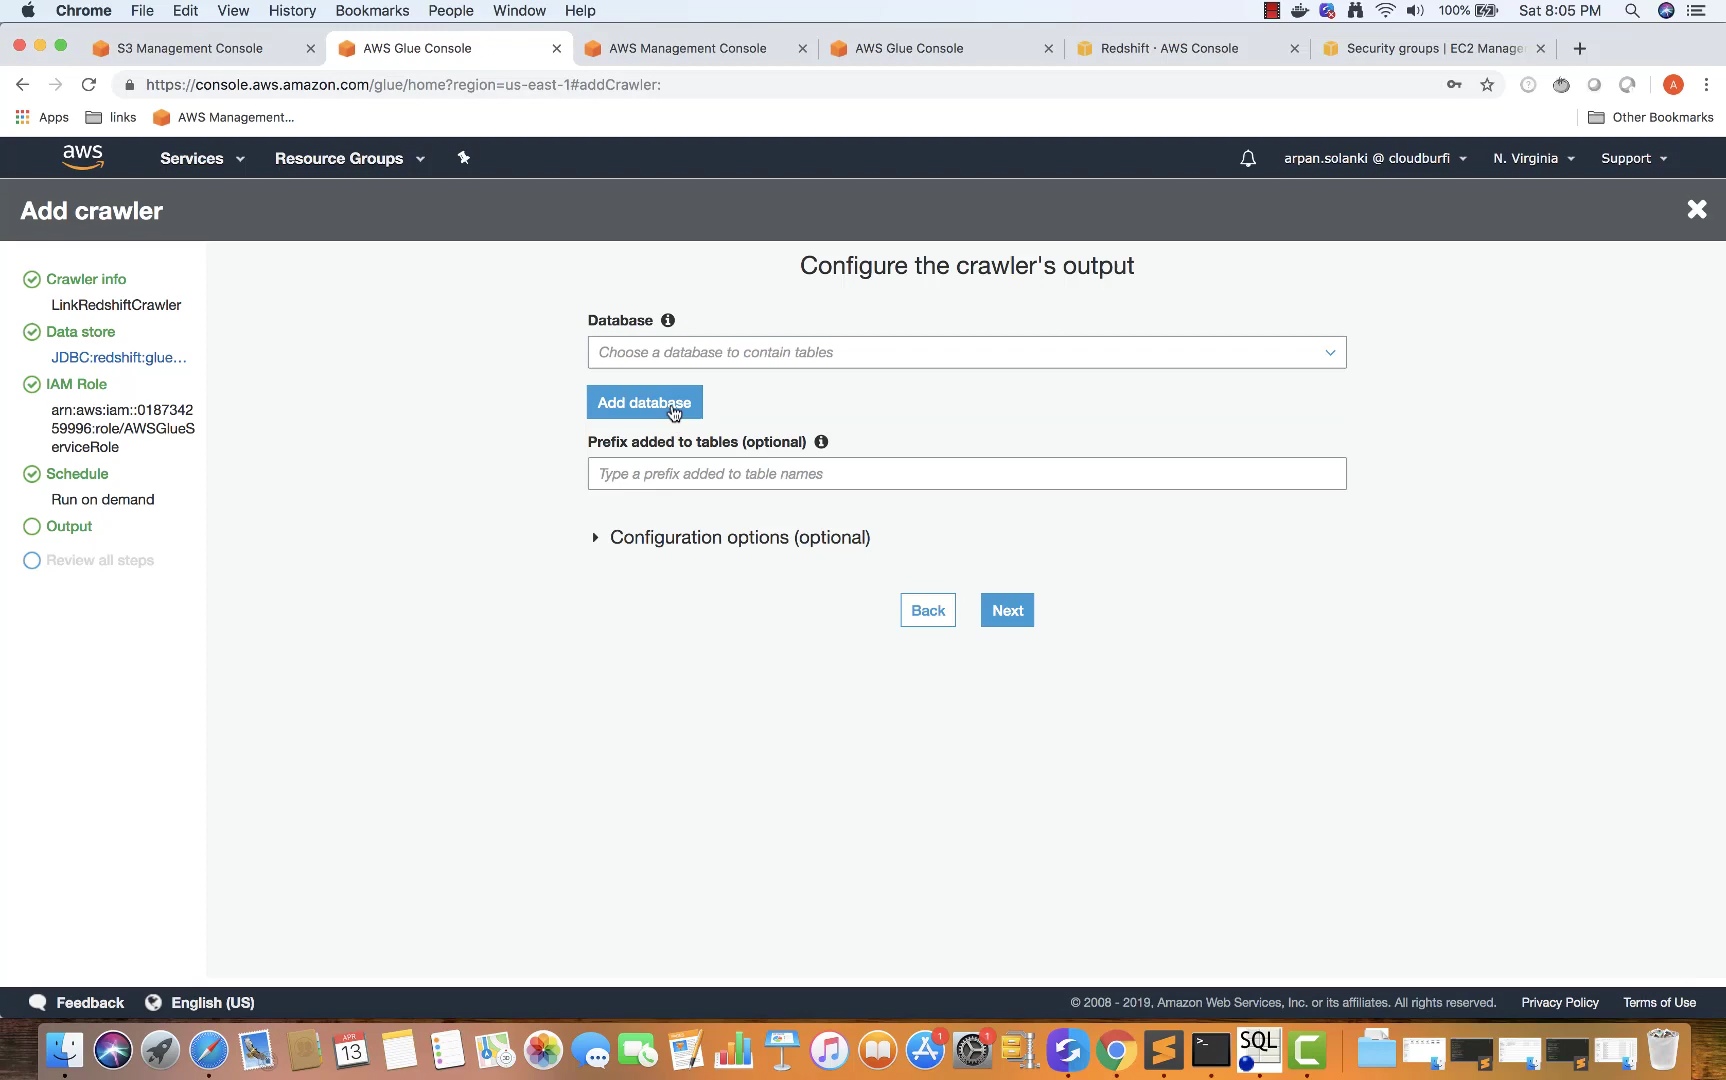 Chrome File Edit View History Bookmarks People Window Help 100% Sat 8:05 PM
S3 Management Console
AWS Glue Console
AWS Management Console
AWS Glue Console
Redshift · AWS Console
Security groups | EC2 Manage
https://console.aws.amazon.com/glue/home?region=us-east-1#addCrawler:
A
Apps links AWS Management... Other Bookmarks
aws Services Resource Groups arpan.solanki @ cloudburfi N. Virginia Support
Add crawler
Crawler info
LinkRedshiftCrawler
Data store
JDBC:redshift:glue...
IAM Role
arn:aws:iam::0187342
59996:role/AWSGlueS
erviceRole
Schedule
Run on demand
Output
Review all steps
Configure the crawler's output
Database
Choose a database to contain tables
Add database
Prefix added to tables (optional)
Type a prefix added to table names
Configuration options (optional)
Back Next
Feedback English (US) © 2008 - 2019, Amazon Web Services, Inc. or its affiliates. All rights reserved. Privacy Policy Terms of Use
APR
13
3D
1
1
>_
SQL